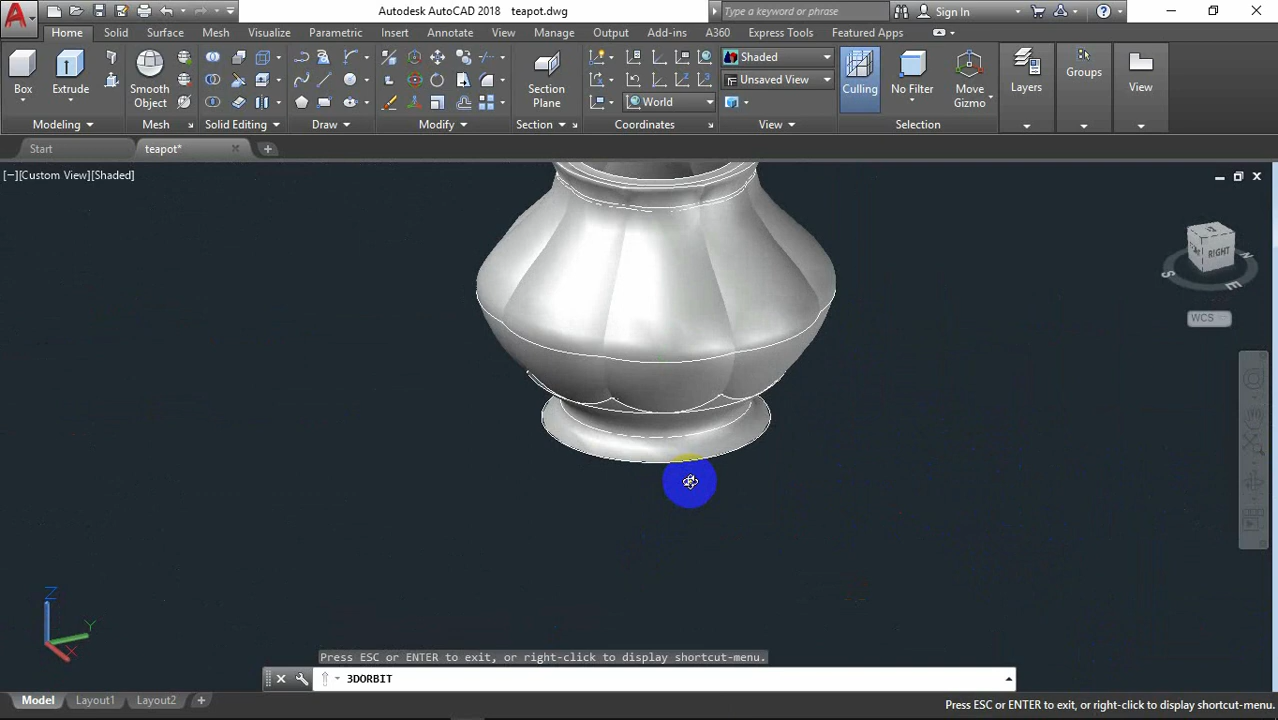 Autodesk AutoCAD 2018 teapot.dwg
Type a keyword or phrase
Sign In
Home Solid Surface Mesh Visualize Parametric Insert Annotate View Manage Output Add-ins A360 Express Tools Featured Apps
Box
Extrude
Smooth Object
Section Plane
Shaded
Unsaved View
World
Culling
No Filter
Move Gizmo
Layers
Groups
View
Modeling Mesh Solid Editing Draw Modify Section Coordinates View Selection
Start teapot*
[−][Custom View][Shaded]
RIGHT
S
E
N
WCS
Z
Y
X
Press ESC or ENTER to exit, or right-click to display shortcut-menu.
3DORBIT
Model Layout1 Layout2
Press ESC or ENTER to exit, or right-click to display shortcut-menu.